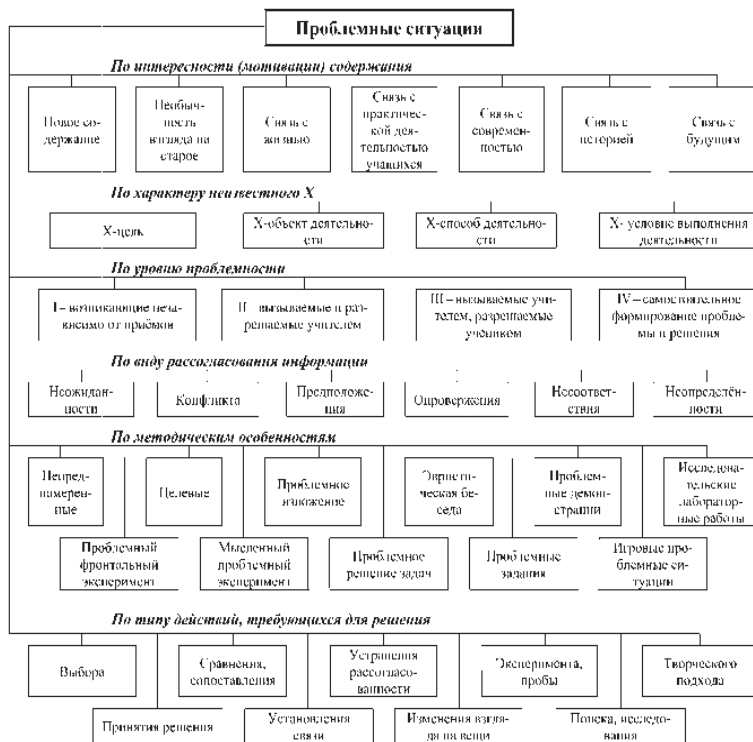 Проблемные ситуации
По интересности (мотивации) содержания
Новое со-
держание
Необыч-
ность
взгляда на
старое
Связь с
жизнью
Связь с
практичес-
кой дея-
тельностью
учащихся
Связь с
современ-
ностью
Связь с
историей
Связь с
будущим
По характеру неизвестного Х
Х-цель
Х-объект деятельно-
сти
Х-способ деятельно-
сти
Х- условие выполнения
деятельности
По уровню проблемности
I – возникающие неза-
висимо от приёмов
II – вызываемые и раз-
решаемые учителем
III – вызываемые учи-
телем, разрешаемые
учеником
IV – самостоятельное
формирование пробле-
мы и решения
По виду рассогласования информации
Неожидан-
ности
Конфликта
Предположе-
ния
Опровержения
Несоответ-
ствия
Неопределён-
ности
По методическим особенностям
Непред-
намерен-
ные
Целевые
Проблемное
изложение
Эвристи-
ческая бе-
седа
Проблем-
ные демон-
страции
Исследова-
тельские
лаборатор-
ные работы
Проблемный
фронтальный
эксперимент
Мысленный
проблемный
эксперимент
Проблемное
решение задач
Проблемные
задания
Игровые про-
блемные си-
туации
По типу действий, требующихся для решения
Выбора
Сравнения,
сопоставления
Устранения
рассогласо-
ванности
Эксперимента,
пробы
Творческого
подхода
Принятия решения
Установления
связи
Изменения взгля-
да на вещи
Поиска, исследо-
вания